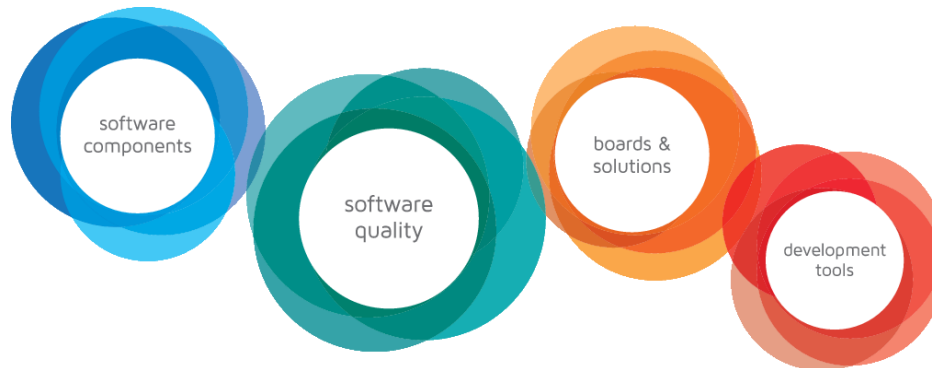 software
components
software
quality
boards &
solutions
development
tools